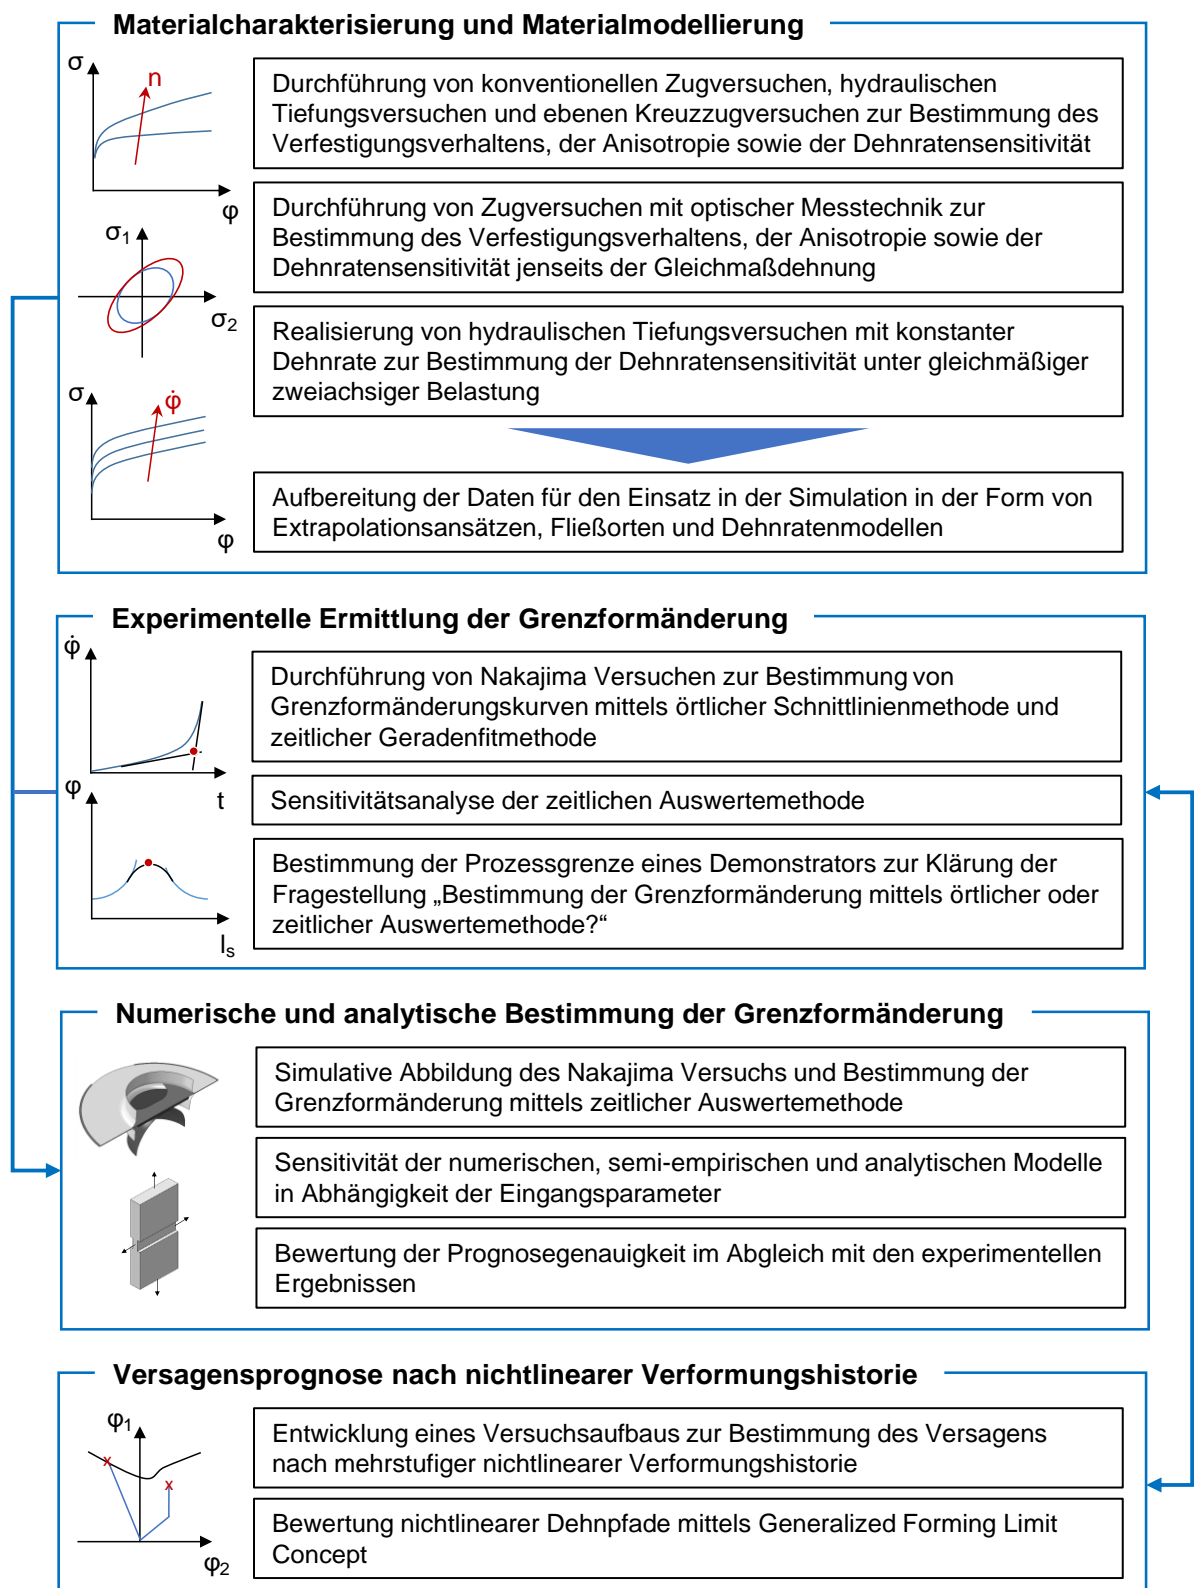 Materialcharakterisierung und Materialmodellierung
σ
n
φ
Durchführung von konventionellen Zugversuchen, hydraulischen
Tiefungsversuchen und ebenen Kreuzzugversuchen zur Bestimmung des
Verfestigungsverhaltens, der Anisotropie sowie der Dehnratensensitivität
σ₁
σ₂
Durchführung von Zugversuchen mit optischer Messtechnik zur
Bestimmung des Verfestigungsverhaltens, der Anisotropie sowie der
Dehnratensensitivität jenseits der Gleichmaßdehnung
Realisierung von hydraulischen Tiefungsversuchen mit konstanter
Dehnrate zur Bestimmung der Dehnratensensitivität unter gleichmäßiger
zweiachsiger Belastung
σ
φ̇
φ
Aufbereitung der Daten für den Einsatz in der Simulation in der Form von
Extrapolationsansätzen, Fließorten und Dehnratenmodellen
Experimentelle Ermittlung der Grenzformänderung
φ̇
t
Durchführung von Nakajima Versuchen zur Bestimmung von
Grenzformänderungskurven mittels örtlicher Schnittlinienmethode und
zeitlicher Geradenfitmethode
φ
l_s
Sensitivitätsanalyse der zeitlichen Auswertemethode
Bestimmung der Prozessgrenze eines Demonstrators zur Klärung der
Fragestellung „Bestimmung der Grenzformänderung mittels örtlicher oder
zeitlicher Auswertemethode?“
Numerische und analytische Bestimmung der Grenzformänderung
Simulative Abbildung des Nakajima Versuchs und Bestimmung der
Grenzformänderung mittels zeitlicher Auswertemethode
Sensitivität der numerischen, semi-empirischen und analytischen Modelle
in Abhängigkeit der Eingangsparameter
Bewertung der Prognosegenauigkeit im Abgleich mit den experimentellen
Ergebnissen
Versagensprognose nach nichtlinearer Verformungshistorie
φ₁
x
x
φ₂
Entwicklung eines Versuchsaufbaus zur Bestimmung des Versagens
nach mehrstufiger nichtlinearer Verformungshistorie
Bewertung nichtlinearer Dehnpfade mittels Generalized Forming Limit
Concept